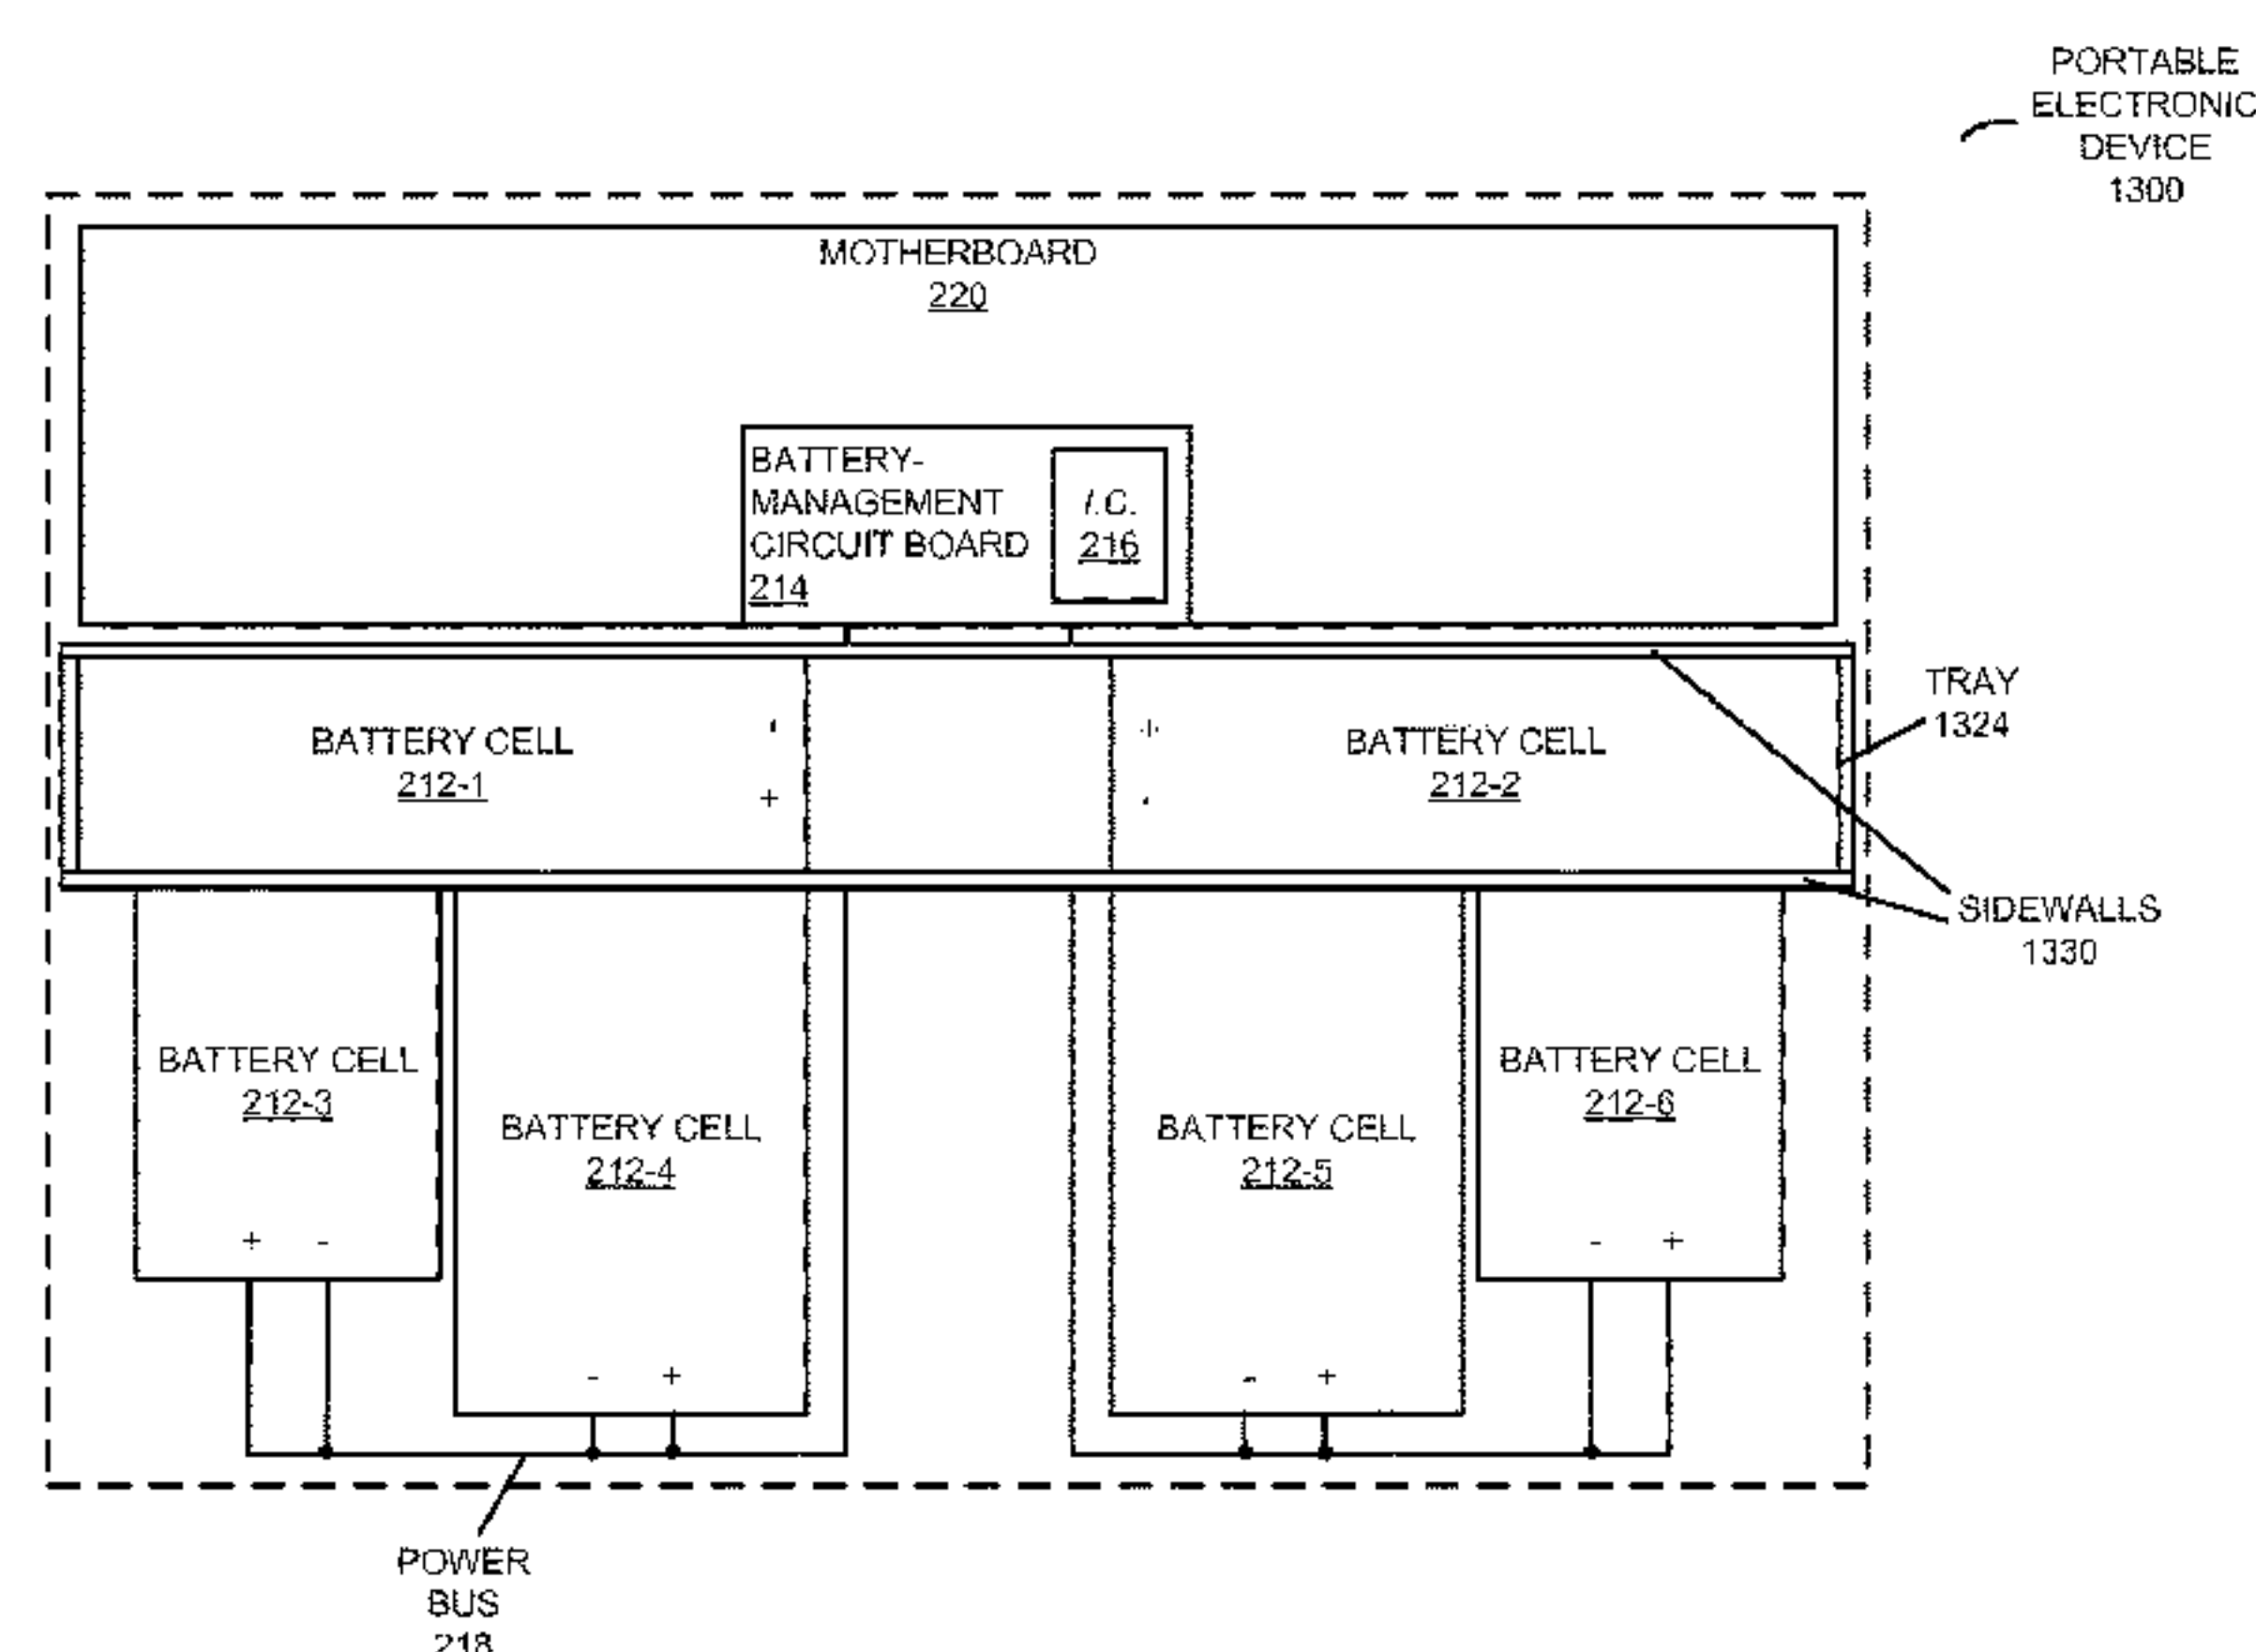 PORTABLE
ELECTRONIC
DEVICE
1300
MOTHERBOARD
220
BATTERY-
MANAGEMENT
CIRCUIT BOARD
214
I.C.
216
TRAY
1324
BATTERY CELL
212-1
-
+
+
-
BATTERY CELL
212-2
SIDEWALLS
1330
BATTERY CELL
212-3
+ -
BATTERY CELL
212-4
- +
BATTERY CELL
212-5
- +
BATTERY CELL
212-6
- +
POWER
BUS
218